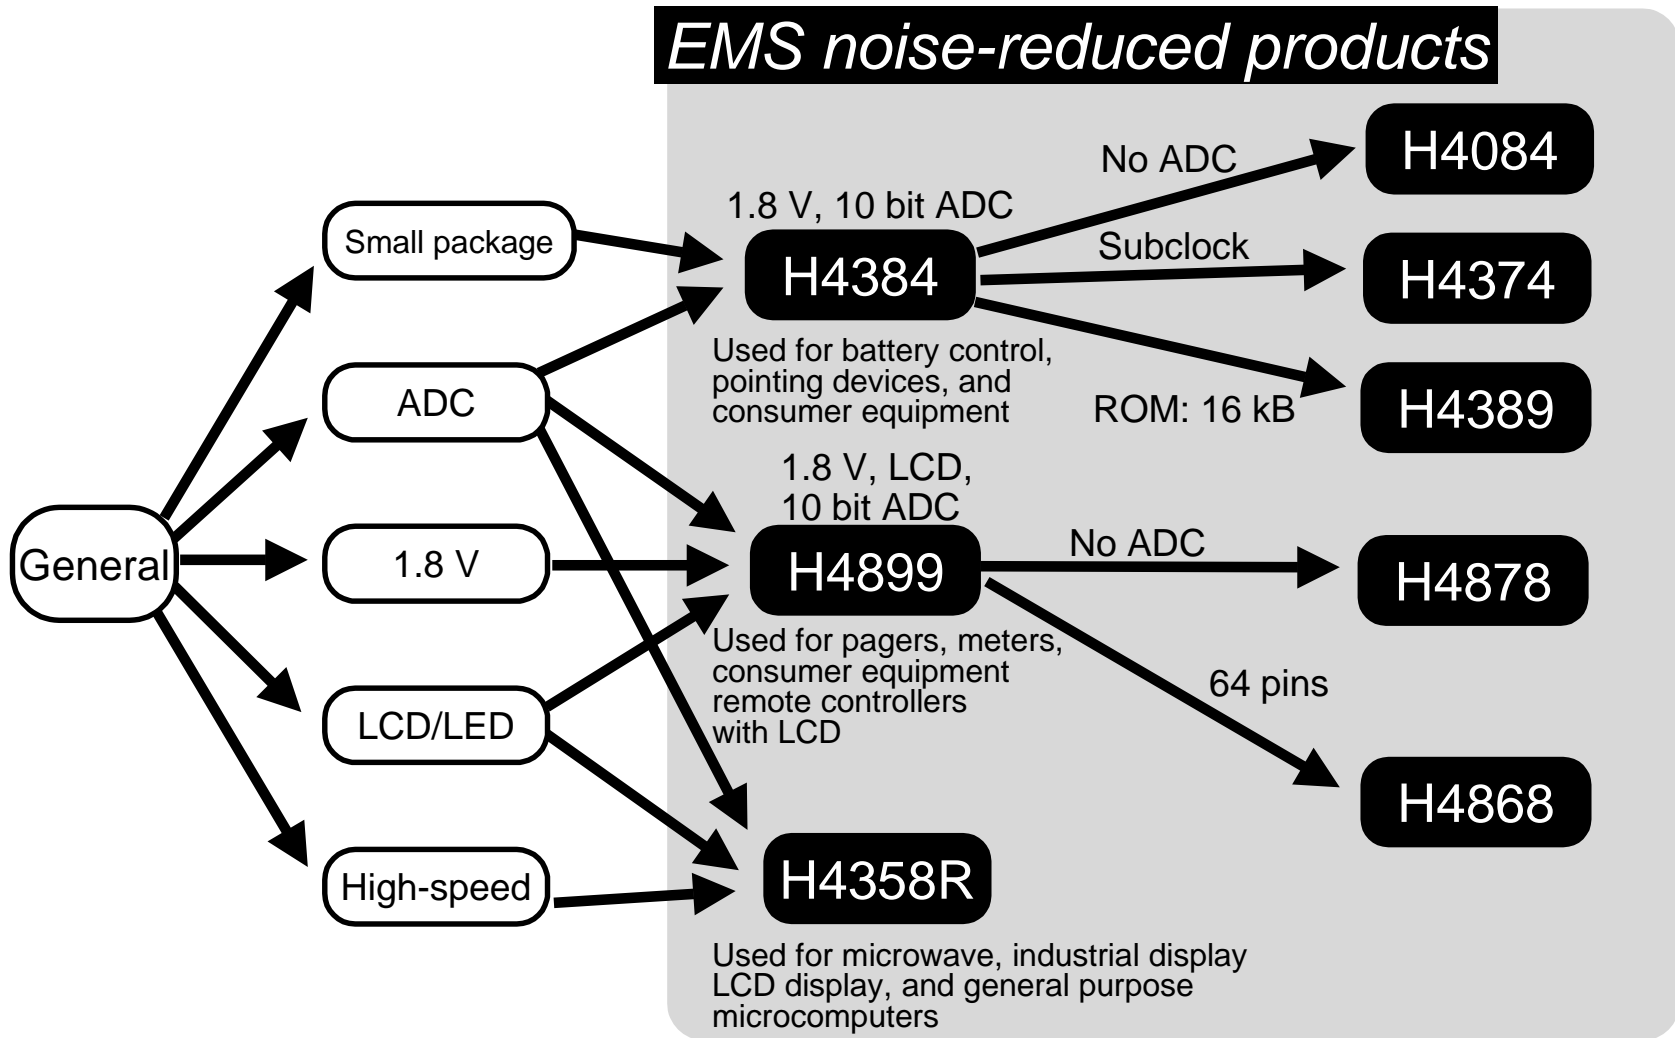 EMS noise-reduced products
General
Small package
ADC
1.8 V
LCD/LED
High-speed
1.8 V, 10 bit ADC
H4384
Used for battery control,
pointing devices, and
consumer equipment
No ADC
H4084
Subclock
H4374
ROM: 16 kB
H4389
1.8 V, LCD,
10 bit ADC
H4899
Used for pagers, meters,
consumer equipment
remote controllers
with LCD
No ADC
H4878
64 pins
H4868
H4358R
Used for microwave, industrial display
LCD display, and general purpose
microcomputers